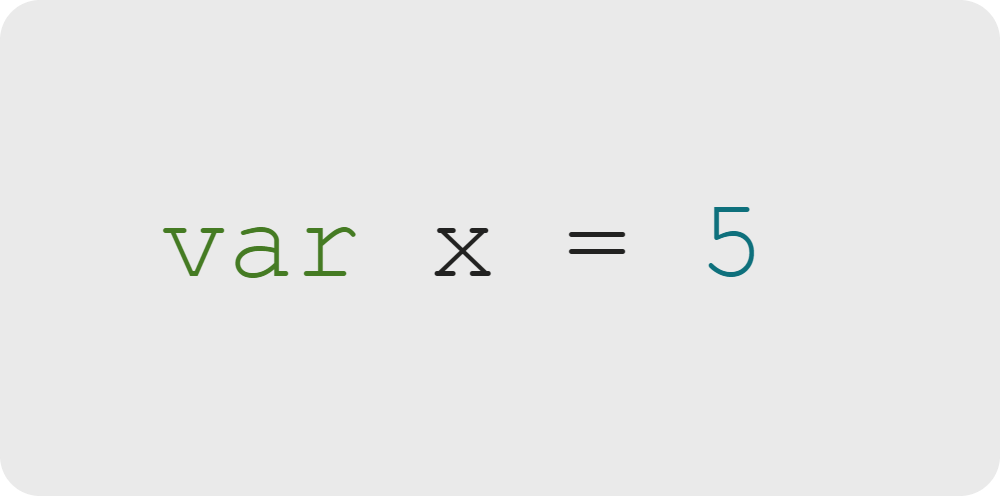 var x = 5